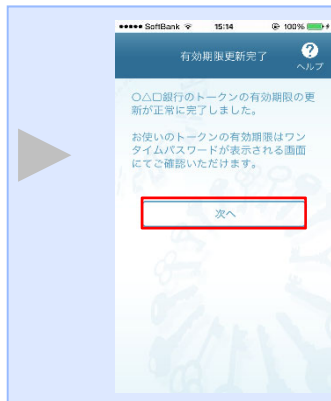 ●●●●● SoftBank 15:14 100%
有効期限更新完了
?
ヘルプ
○△□銀行のトークンの有効期限の更
新が正常に完了しました。
お使いのトークンの有効期限はワン
タイムパスワードが表示される画面
にてご確認いただけます。
次へ